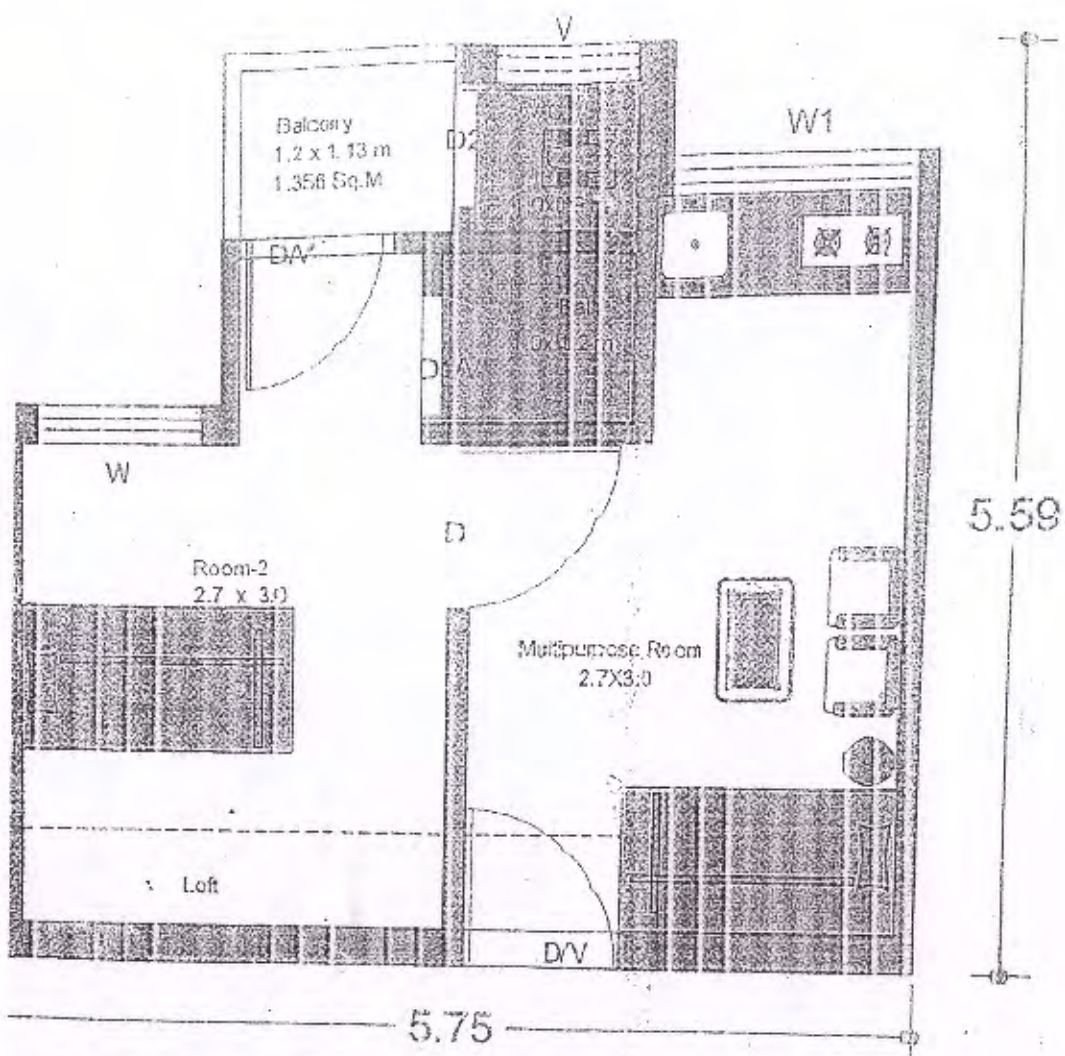 V
W1
Balcony
1.2 x 1.13 m
1.356 Sq.M
D2
W
D
5.59
Room-2
2.7 x 3.0
Multipurpose Room
2.7X3.0
Loft
D/V
5.75